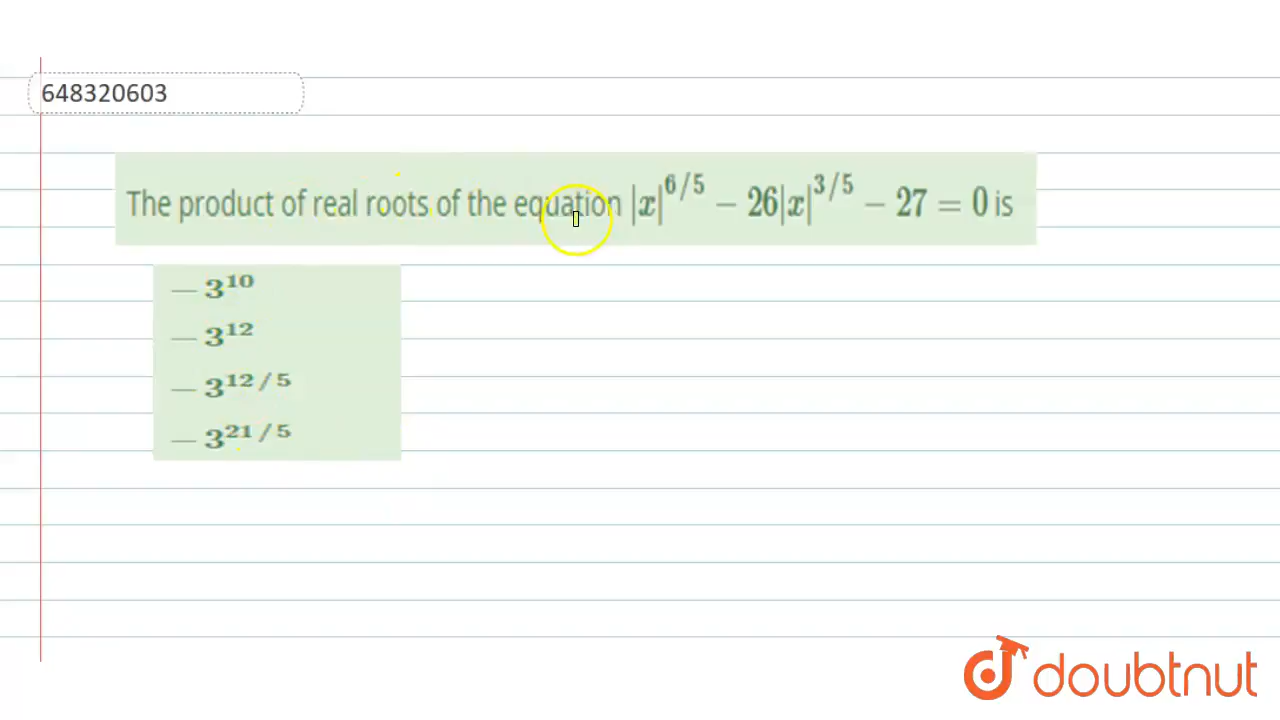 648320603
The product of real roots of the equation |x|^{6/5} − 26|x|^{3/5} − 27 = 0 is
− 3^{10}
− 3^{12}
− 3^{12/5}
− 3^{21/5}
doubtnut